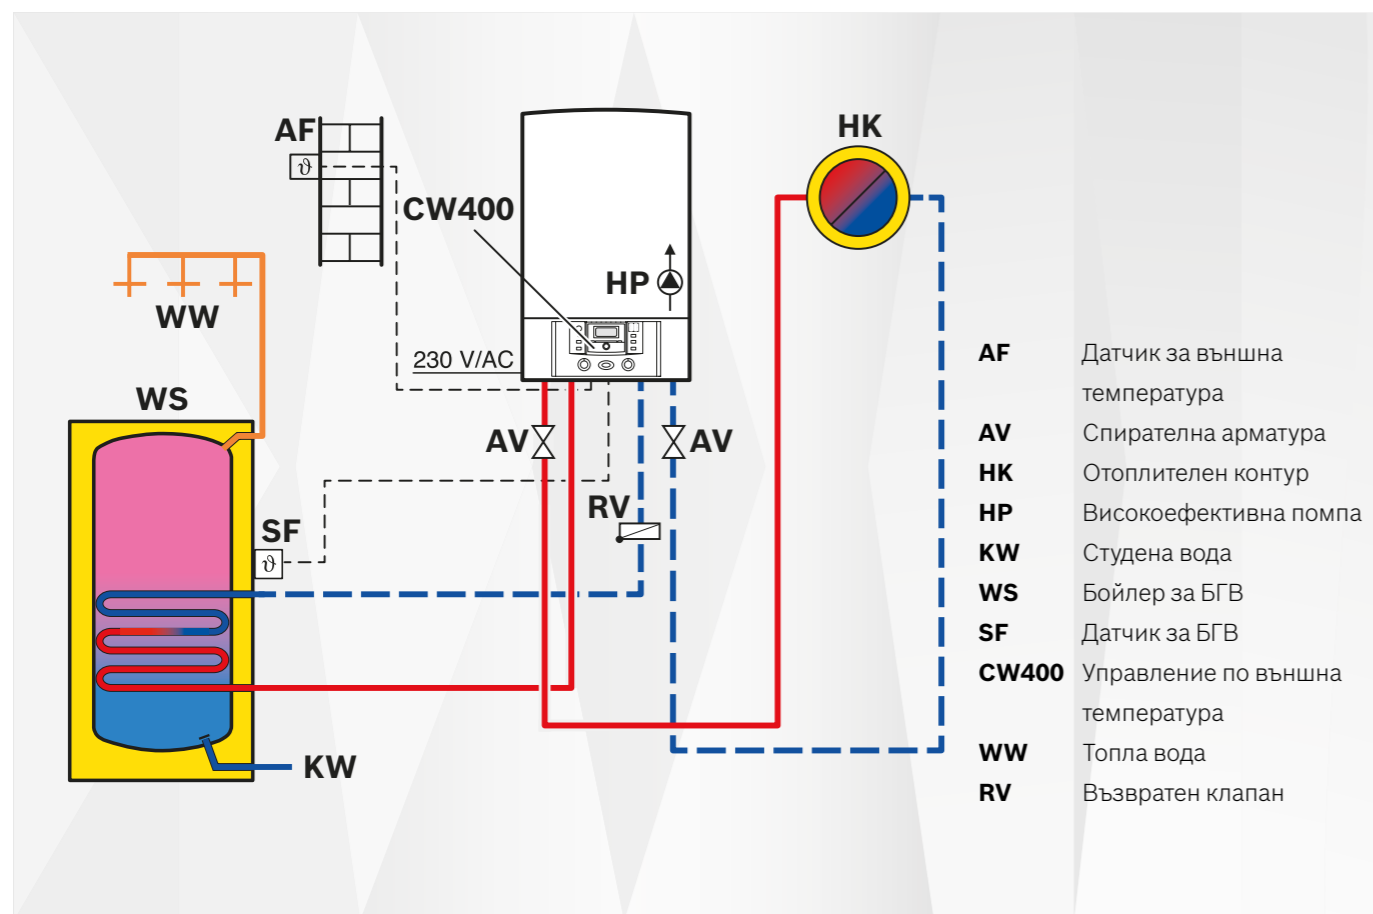 AF
ϑ
HK
CW400
HP
WW
230 V/AC
WS
AV
AV
RV
SF
ϑ
KW
AF Датчик за външна
температура
AV Спирателна арматура
HK Отоплителен контур
HP Високоефективна помпа
KW Студена вода
WS Бойлер за БГВ
SF Датчик за БГВ
CW400 Управление по външна
температура
WW Топла вода
RV Възвратен клапан